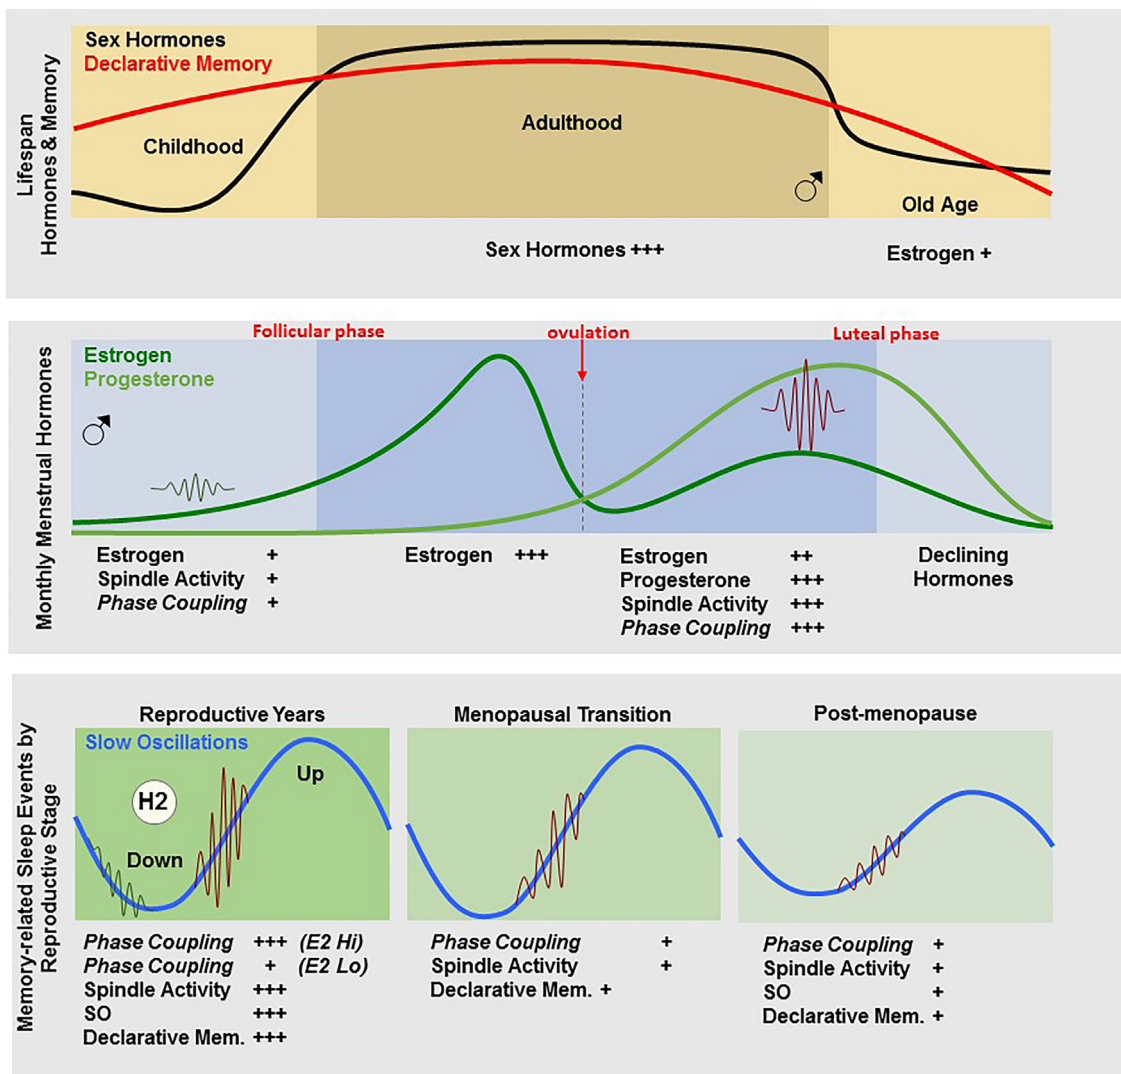 Lifespan
Hormones & Memory
Sex Hormones
Declarative Memory
Childhood
Adulthood
Old Age
Sex Hormones +++
Estrogen +
Monthly Menstrual Hormones
Follicular phase
ovulation
Luteal phase
Estrogen
Progesterone
Estrogen +
Spindle Activity +
Phase Coupling +
Estrogen +++
Estrogen ++
Progesterone +++
Spindle Activity +++
Phase Coupling +++
Declining
Hormones
Memory-related Sleep Events by
Reproductive Stage
Reproductive Years
Slow Oscillations
Up
H2
Down
Phase Coupling +++ (E2 Hi)
Phase Coupling + (E2 Lo)
Spindle Activity +++
SO +++
Declarative Mem. +++
Menopausal Transition
Phase Coupling +
Spindle Activity +
Declarative Mem. +
Post-menopause
Phase Coupling +
Spindle Activity +
SO +
Declarative Mem. +